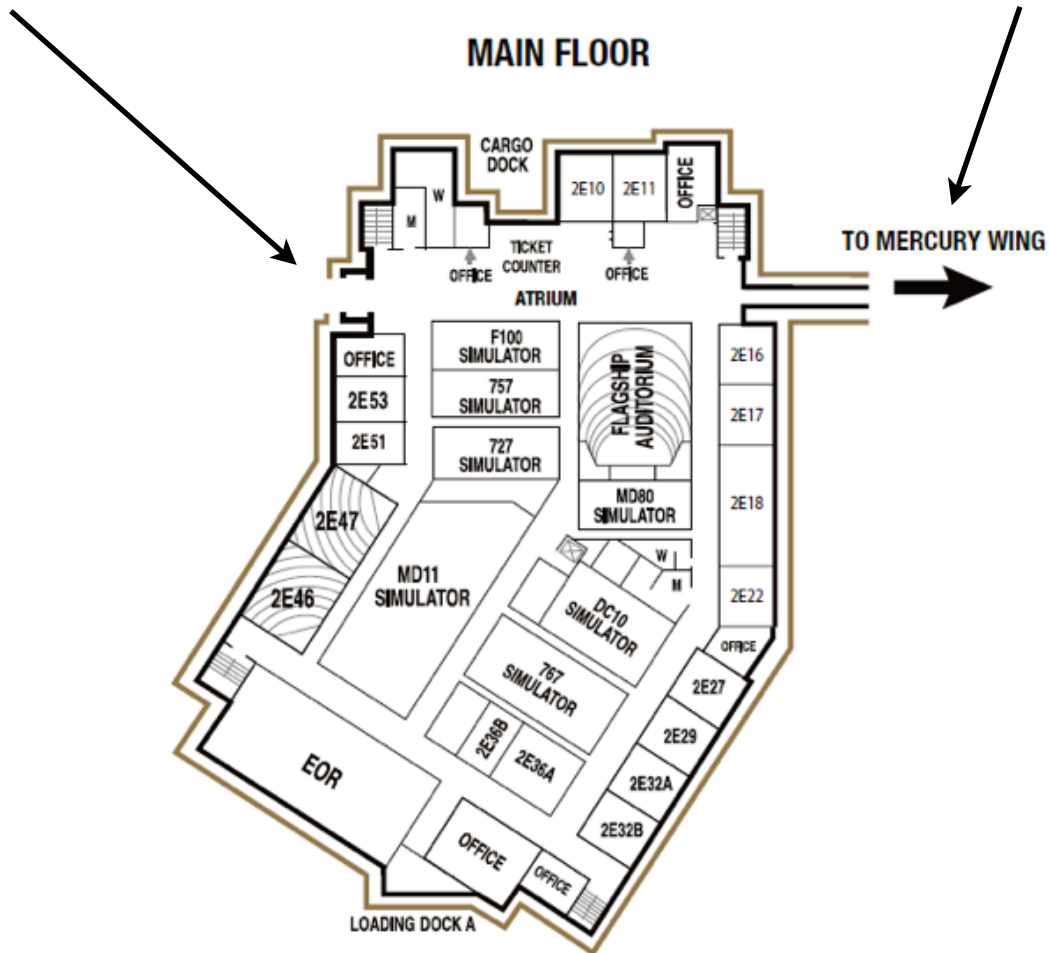 MAIN FLOOR
CARGO
DOCK
2E10
2E11
OFFICE
W
M
TO MERCURY WING
TICKET
COUNTER
OFFICE
OFFICE
ATRIUM
F100
SIMULATOR
FLAGSHIP
AUDITORIUM
2E16
OFFICE
757
SIMULATOR
2E53
2E17
2E51
727
SIMULATOR
MD80
SIMULATOR
2E18
2E47
W
M
2E46
MD11
SIMULATOR
DC10
SIMULATOR
2E22
OFFICE
767
SIMULATOR
2E27
2E29
2E36B
2E36A
2E32A
EOR
2E32B
OFFICE
OFFICE
LOADING DOCK A